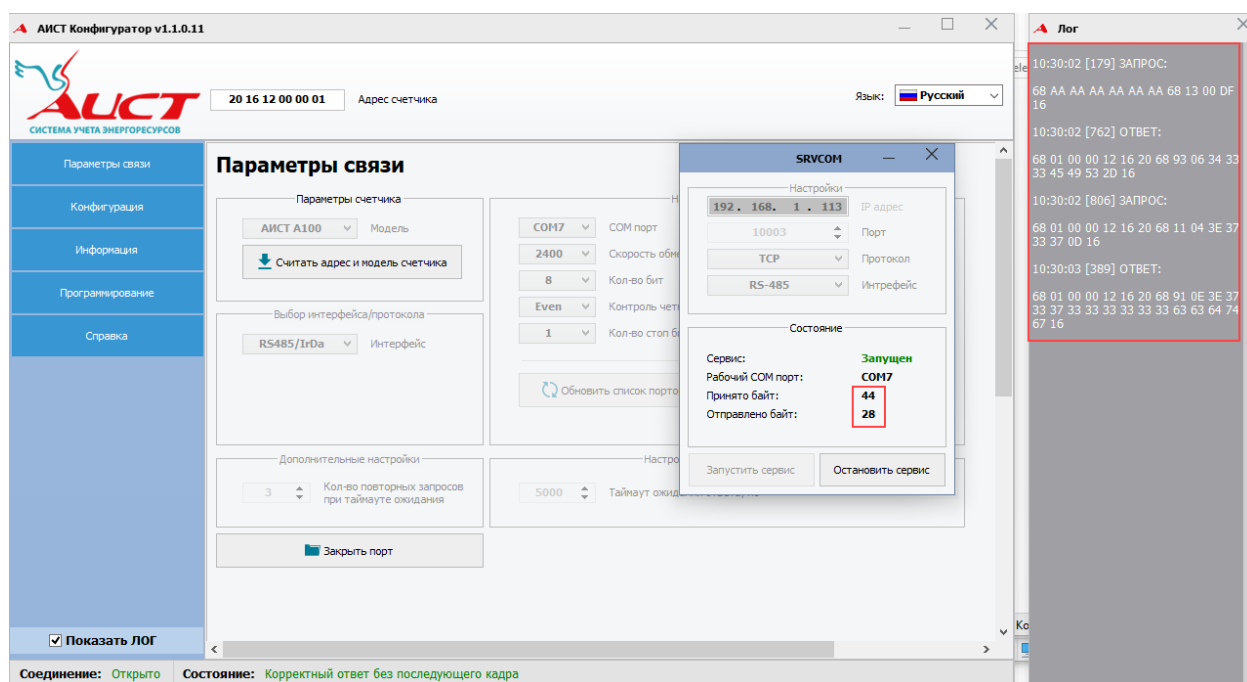 АИСТ Конфигуратор v1.1.0.11
АИСТ
СИСТЕМА УЧЕТА ЭНЕРГОРЕСУРСОВ
20 16 12 00 00 01 Адрес счетчика
Язык: Русский
Параметры связи
Конфигурация
Информация
Программирование
Справка
Показать ЛОГ
Параметры связи
Параметры счетчика
АИСТ А100 Модель
Считать адрес и модель счетчика
Выбор интерфейса/протокола
RS485/IrDa Интерфейс
COM7 COM порт
2400 Скорость
8 Кол-во бит
Even Контроль
1 Кол-во стоп
Обновить список
Дополнительные настройки
3 Кол-во повторных запросов
при таймауте ожидания
5000 Таймаут
Закрыть порт
SRVCOM
Настройки
192. 168. 1 . 113 IP адрес
10003 Порт
TCP Протокол
RS-485 Интрефейс
Состояние
Сервис: Запущен
Рабочий COM порт: COM7
Принято байт: 44
Отправлено байт: 28
Запустить сервис Остановить сервис
Соединение: Открыто Состояние: Корректный ответ без последующего кадра
Лог
10:30:02 [179] ЗАПРОС:
68 AA AA AA AA AA AA 68 13 00 DF
16
10:30:02 [762] ОТВЕТ:
68 01 00 00 12 16 20 68 93 06 34 33
33 45 49 53 2D 16
10:30:02 [806] ЗАПРОС:
68 01 00 00 12 16 20 68 11 04 3E 37
33 37 0D 16
10:30:03 [389] ОТВЕТ:
68 01 00 00 12 16 20 68 91 0E 3E 37
33 37 33 33 33 33 33 33 63 63 64 74
67 16